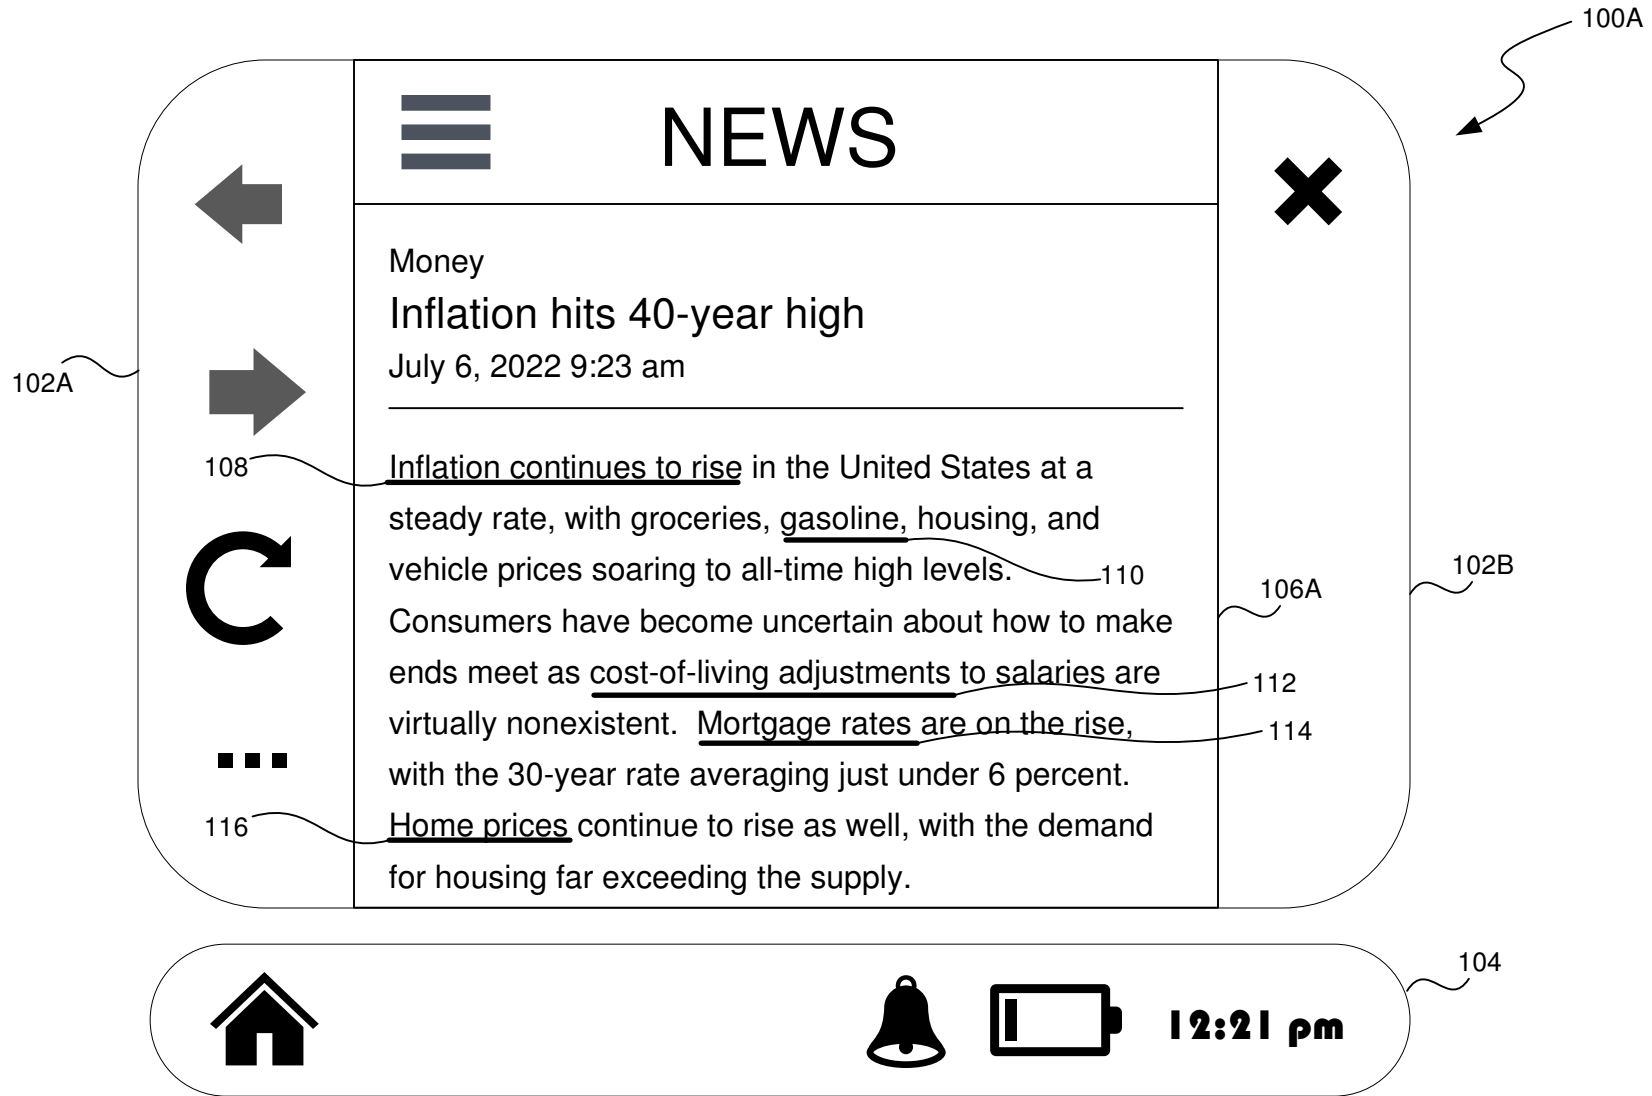 100A
NEWS
Money
Inflation hits 40-year high
102A
July 6, 2022 9:23 am
108
Inflation continues to rise in the United States at a
steady rate, with groceries, gasoline, housing, and
vehicle prices soaring to all-time high levels.
110
102B
106A
Consumers have become uncertain about how to make
ends meet as cost-of-living adjustments to salaries are
112
virtually nonexistent.  Mortgage rates are on the rise,
114
with the 30-year rate averaging just under 6 percent.
116
Home prices continue to rise as well, with the demand
for housing far exceeding the supply.
104
12:21 pm